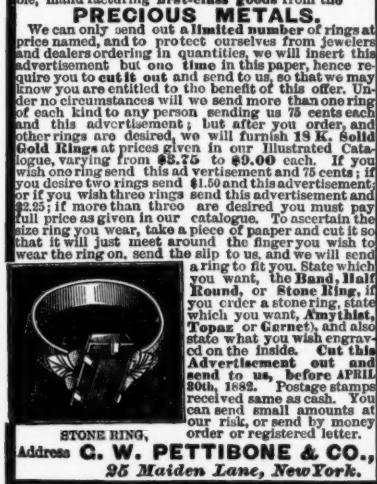 ble, manufacturing first-class goods from the
PRECIOUS METALS.
We can only send out a limited number of rings at
price named, and to protect ourselves from jewelers
and dealers ordering in quantities, we will insert this
advertisement but one time in this paper, hence re-
quire you to cut it out and send to us, so that we may
know you are entitled to the benefit of this offer. Un-
der no circumstances will we send more than one ring
of each kind to any person sending us 75 cents each
and this advertisement; but after you order, and
other rings are desired, we will furnish 18 K. Solid
Gold Rings at prices given in our Illustrated Cata-
logue, varying from $3.75 to $9.00 each. If you
wish one ring send this ad vertisement and 75 cents; if
you desire two rings send $1.50 and this advertisement;
or if you wish three rings send this advertisement and
$2.25; if more than three are desired you must pay
full price as given in our catalogue. To ascertain the
size ring you wear, take a piece of paaper and cut it so
that it will just meet around the finger you wish to
wear the ring on, send the slip to us, and we will send
a ring to fit you. State which
you want, the Band, Half
Round, or Stone Ring, if
you order a stone ring, state
which you want, Amythist,
Topaz or Garnet), and also
state what you wish engrav-
ed on the inside. Cut this
Advertisement out and
send to us, before APRIL
30th, 1882. Postage stamps
received same as cash. You
can send small amounts at
our risk, or send by money
order or registered letter.
STONE RING,
Address C. W. PETTIBONE & CO.,
25 Maiden Lane, New York.